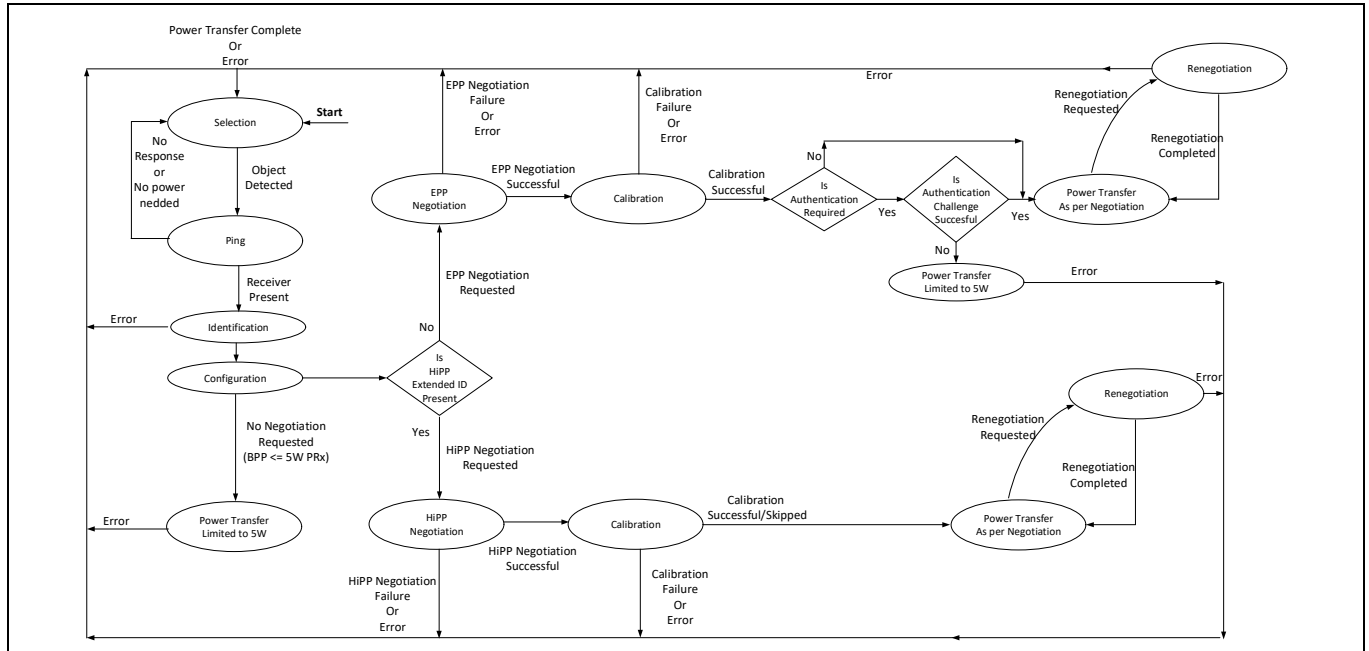 Power Transfer Complete
Or
Error
Start
Selection
No
Response
or
No power
nedded
Object
Detected
Ping
Receiver
Present
Error
Identification
Configuration
No Negotiation
Requested
(BPP <= 5W PRx)
Error
Power Transfer
Limited to 5W
EPP Negotiation
Failure
Or
Error
EPP
Negotiation
EPP Negotiation
Successful
EPP Negotiation
Requested
No
Is
HiPP
Extended ID
Present
Yes
HiPP Negotiation
Requested
HiPP
Negotiation
HiPP Negotiation
Successful
HiPP Negotiation
Failure
Or
Error
Calibration
Failure
Or
Error
Calibration
Calibration
Successful
No
Is
Authentication
Required
Yes
Is
Authentication
Challenge
Succesful
Yes
No
Power Transfer
Limited to 5W
Error
Power Transfer
As per Negotiation
Renegotiation
Requested
Renegotiation
Renegotiation
Completed
Error
Calibration
Calibration
Successful/Skipped
Calibration
Failure
Or
Error
Power Transfer
As per Negotiation
Renegotiation
Requested
Renegotiation
Renegotiation
Completed
Error